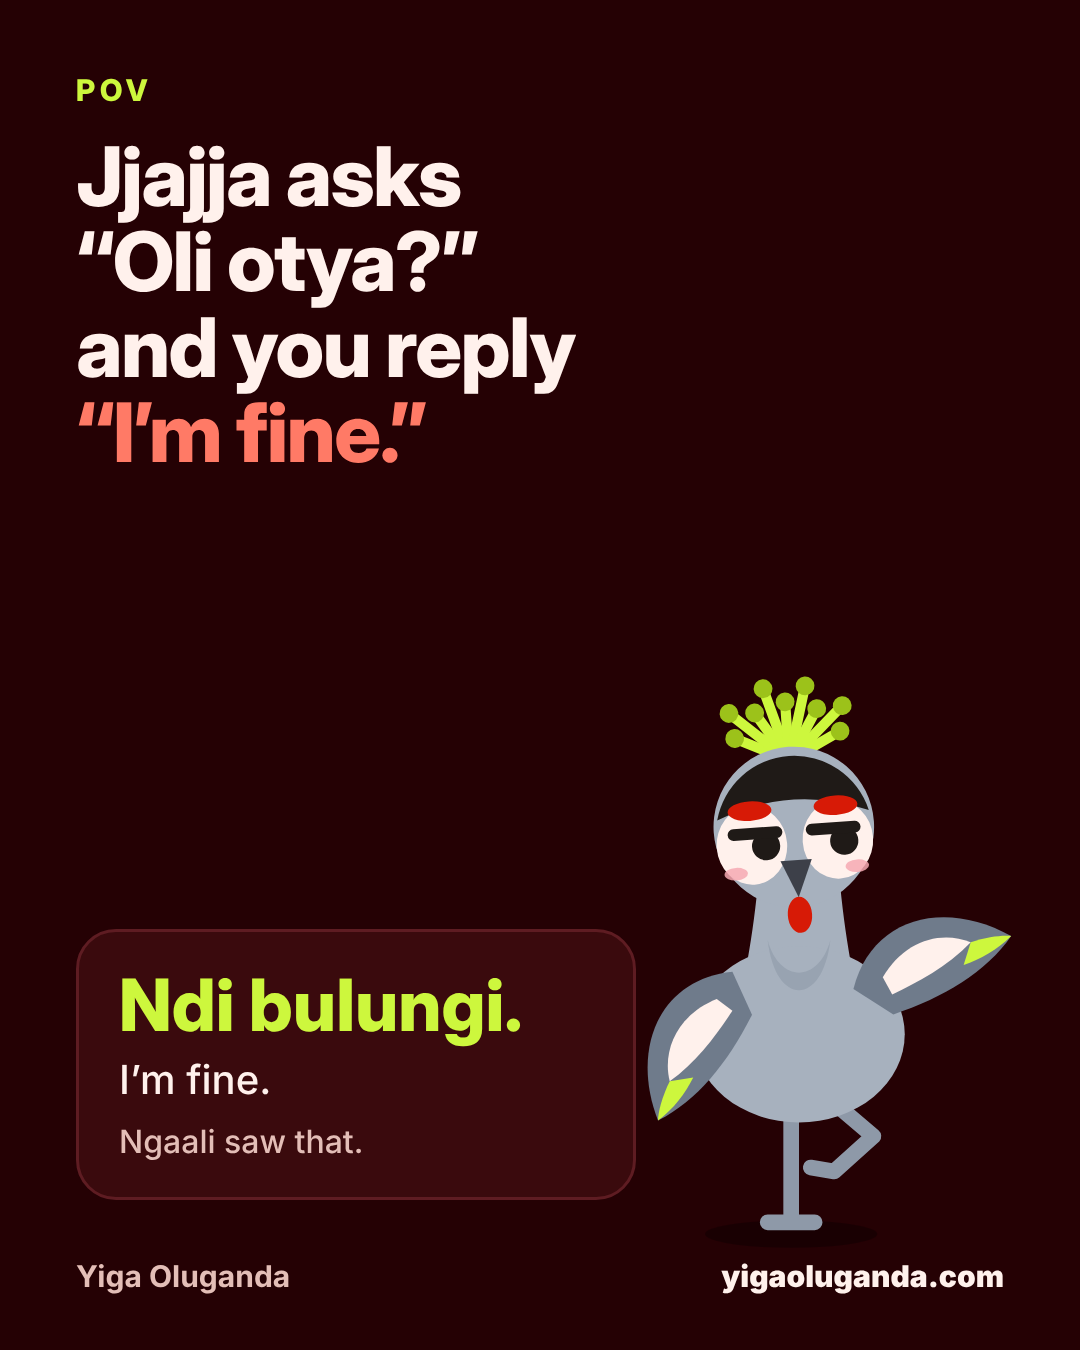 POV
Jjajja asks
“Oli otya?”
and you reply
“I’m fine.”
Ndi bulungi.
I’m fine.
Ngaali saw that.
Yiga Oluganda
yigaoluganda.com